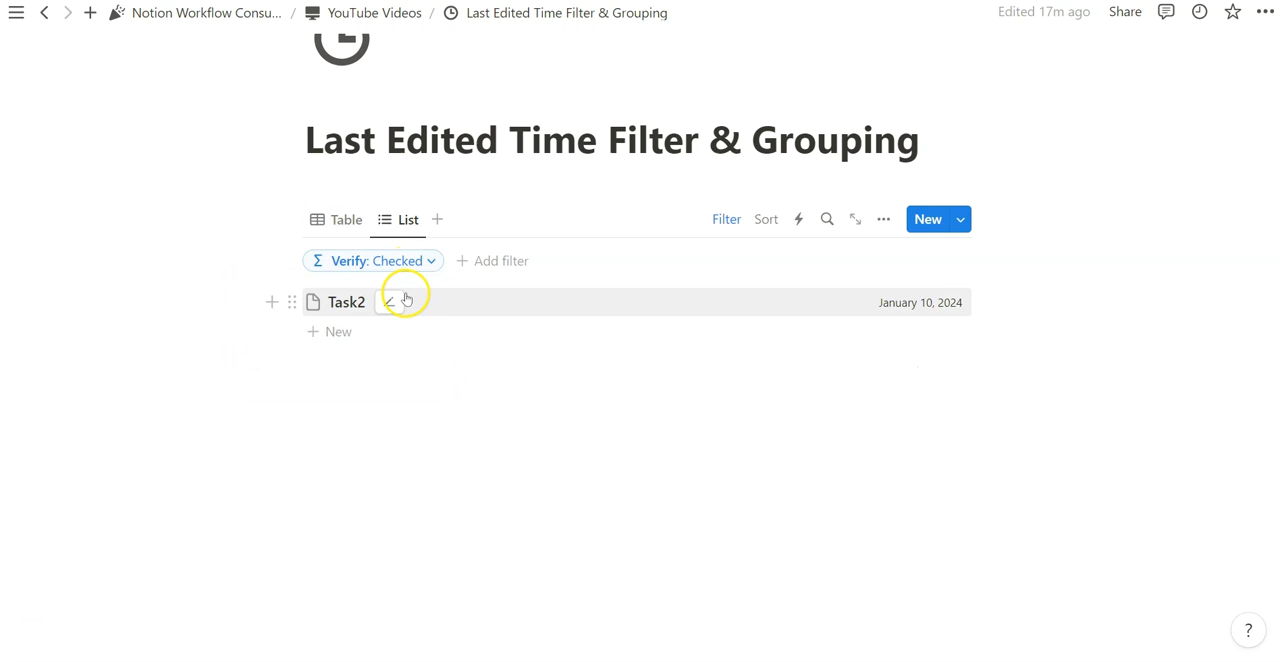 Notion Workflow Consu... / YouTube Videos / Last Edited Time Filter & Grouping Edited 17m ago Share
Last Edited Time Filter & Grouping
Table List Filter Sort New
Σ Verify: Checked Add filter
Task2 January 10, 2024
New
?